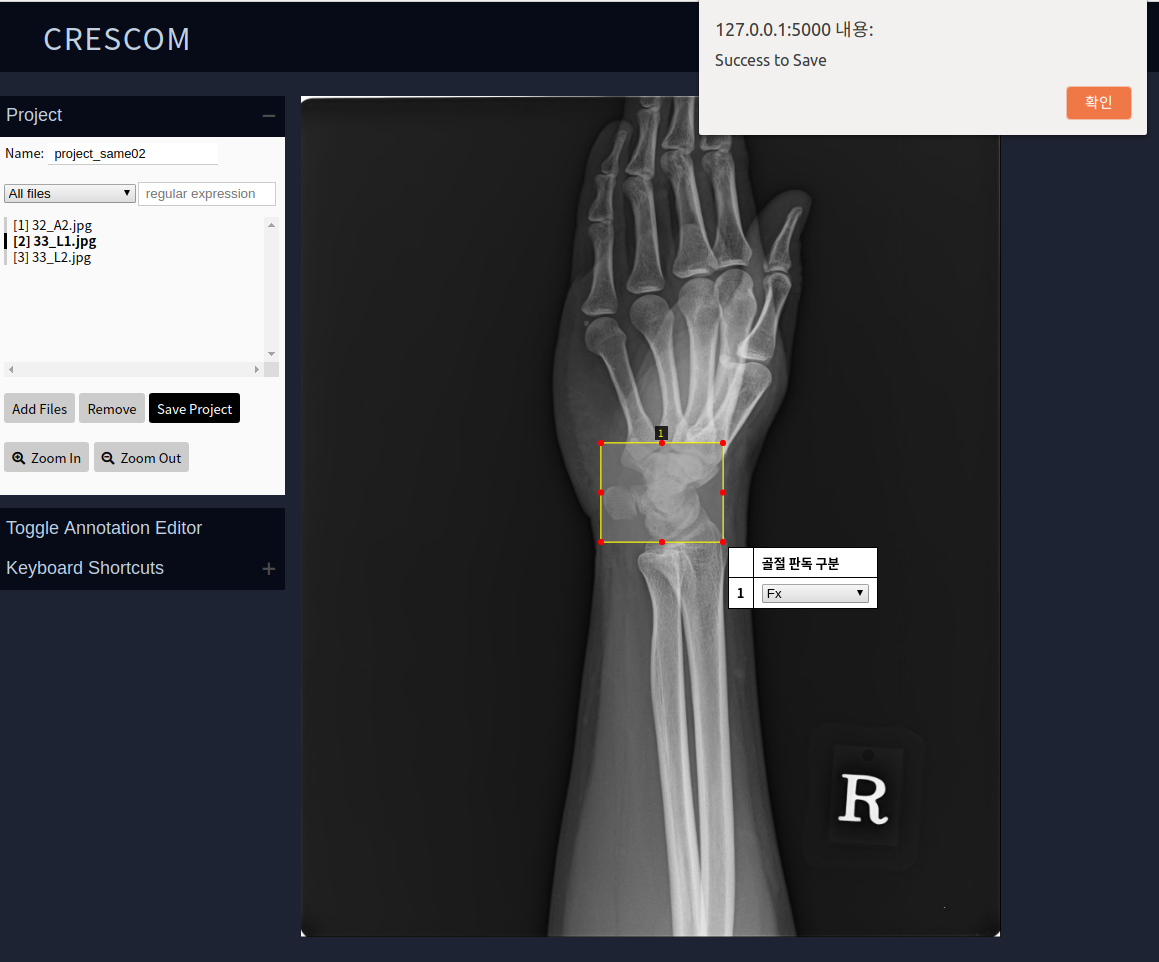 CRESCOM
127.0.0.1:5000 내용:
Success to Save
확인
Project
Name: project_same02
All files
regular expression
[1] 32_A2.jpg
[2] 33_L1.jpg
[3] 33_L2.jpg
Add Files
Remove
Save Project
Zoom In
Zoom Out
Toggle Annotation Editor
Keyboard Shortcuts
1
골절 판독 구분
1 Fx
R